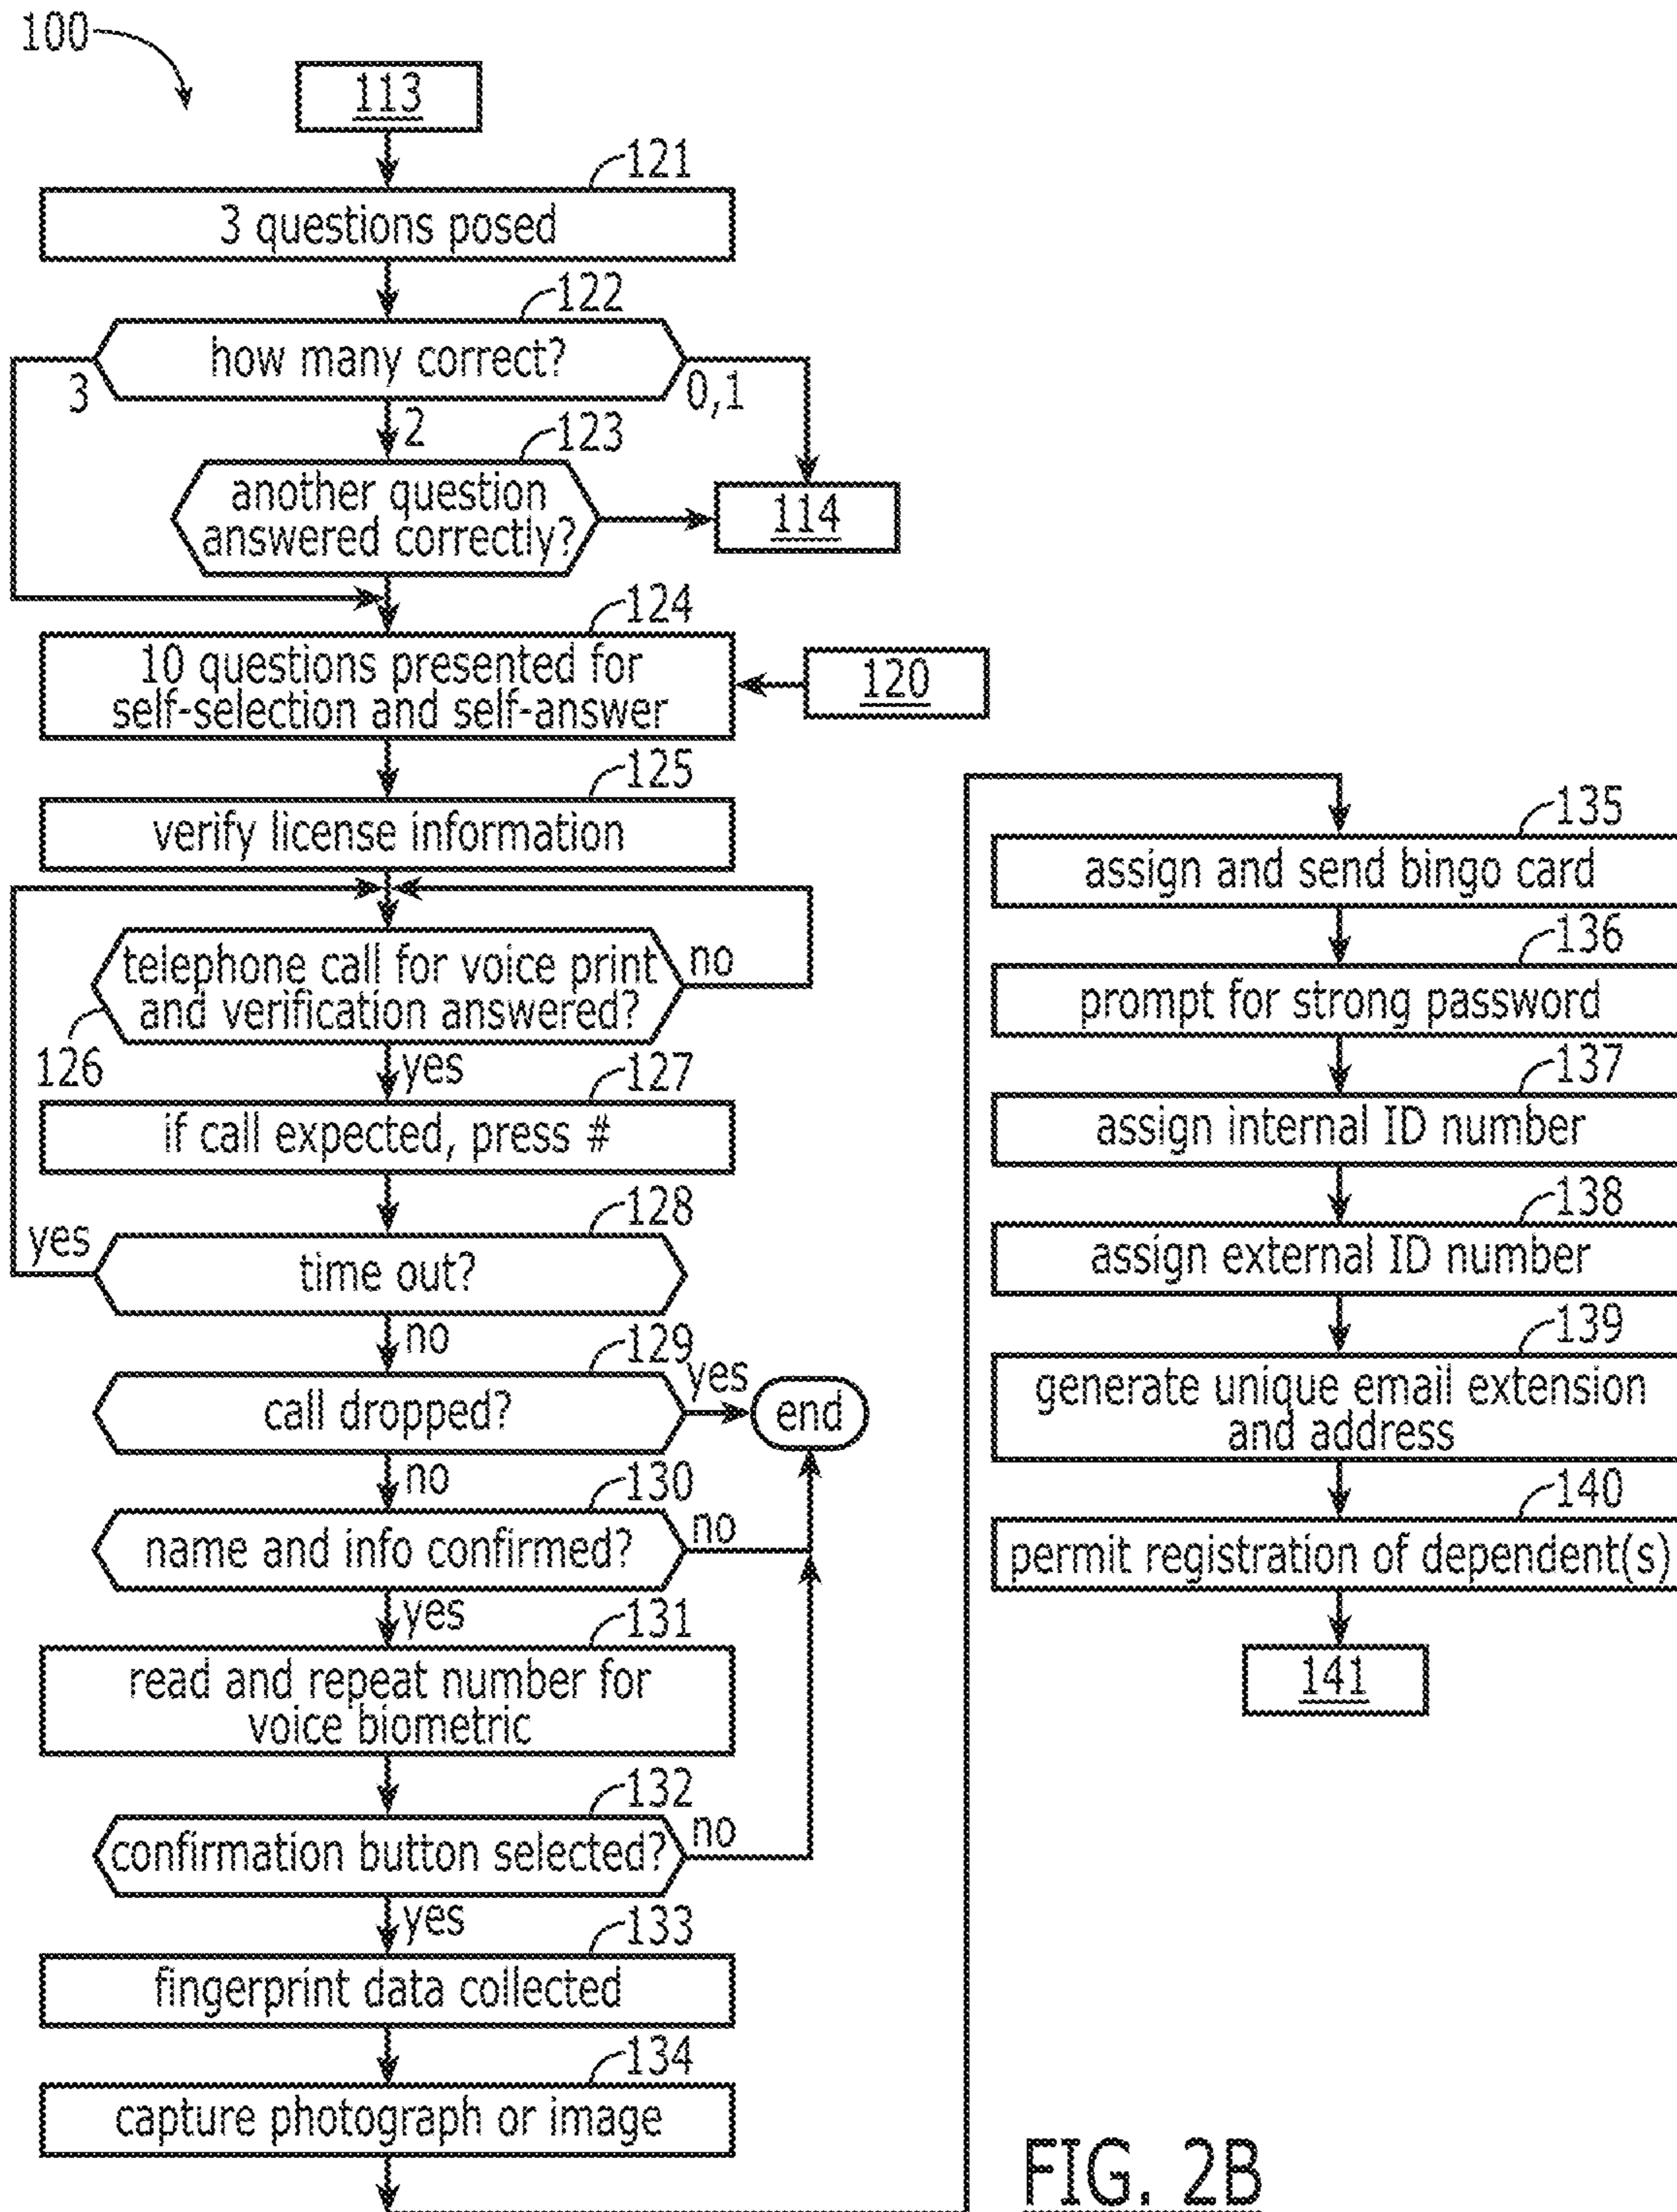 100
113
121
3 questions posed
122
how many correct?
3
0,1
2
123
another question
answered correctly?
114
124
10 questions presented for
self-selection and self-answer
120
125
verify license information
telephone call for voice print
and verification answered?
no
126
yes
127
if call expected, press #
128
yes
time out?
no
129
yes
call dropped?
end
no
130
name and info confirmed?
no
yes
131
read and repeat number for
voice biometric
132
confirmation button selected?
no
yes
133
fingerprint data collected
134
capture photograph or image
135
assign and send bingo card
136
prompt for strong password
137
assign internal ID number
138
assign external ID number
139
generate unique email extension
and address
140
permit registration of dependent(s)
141
FIG. 2B